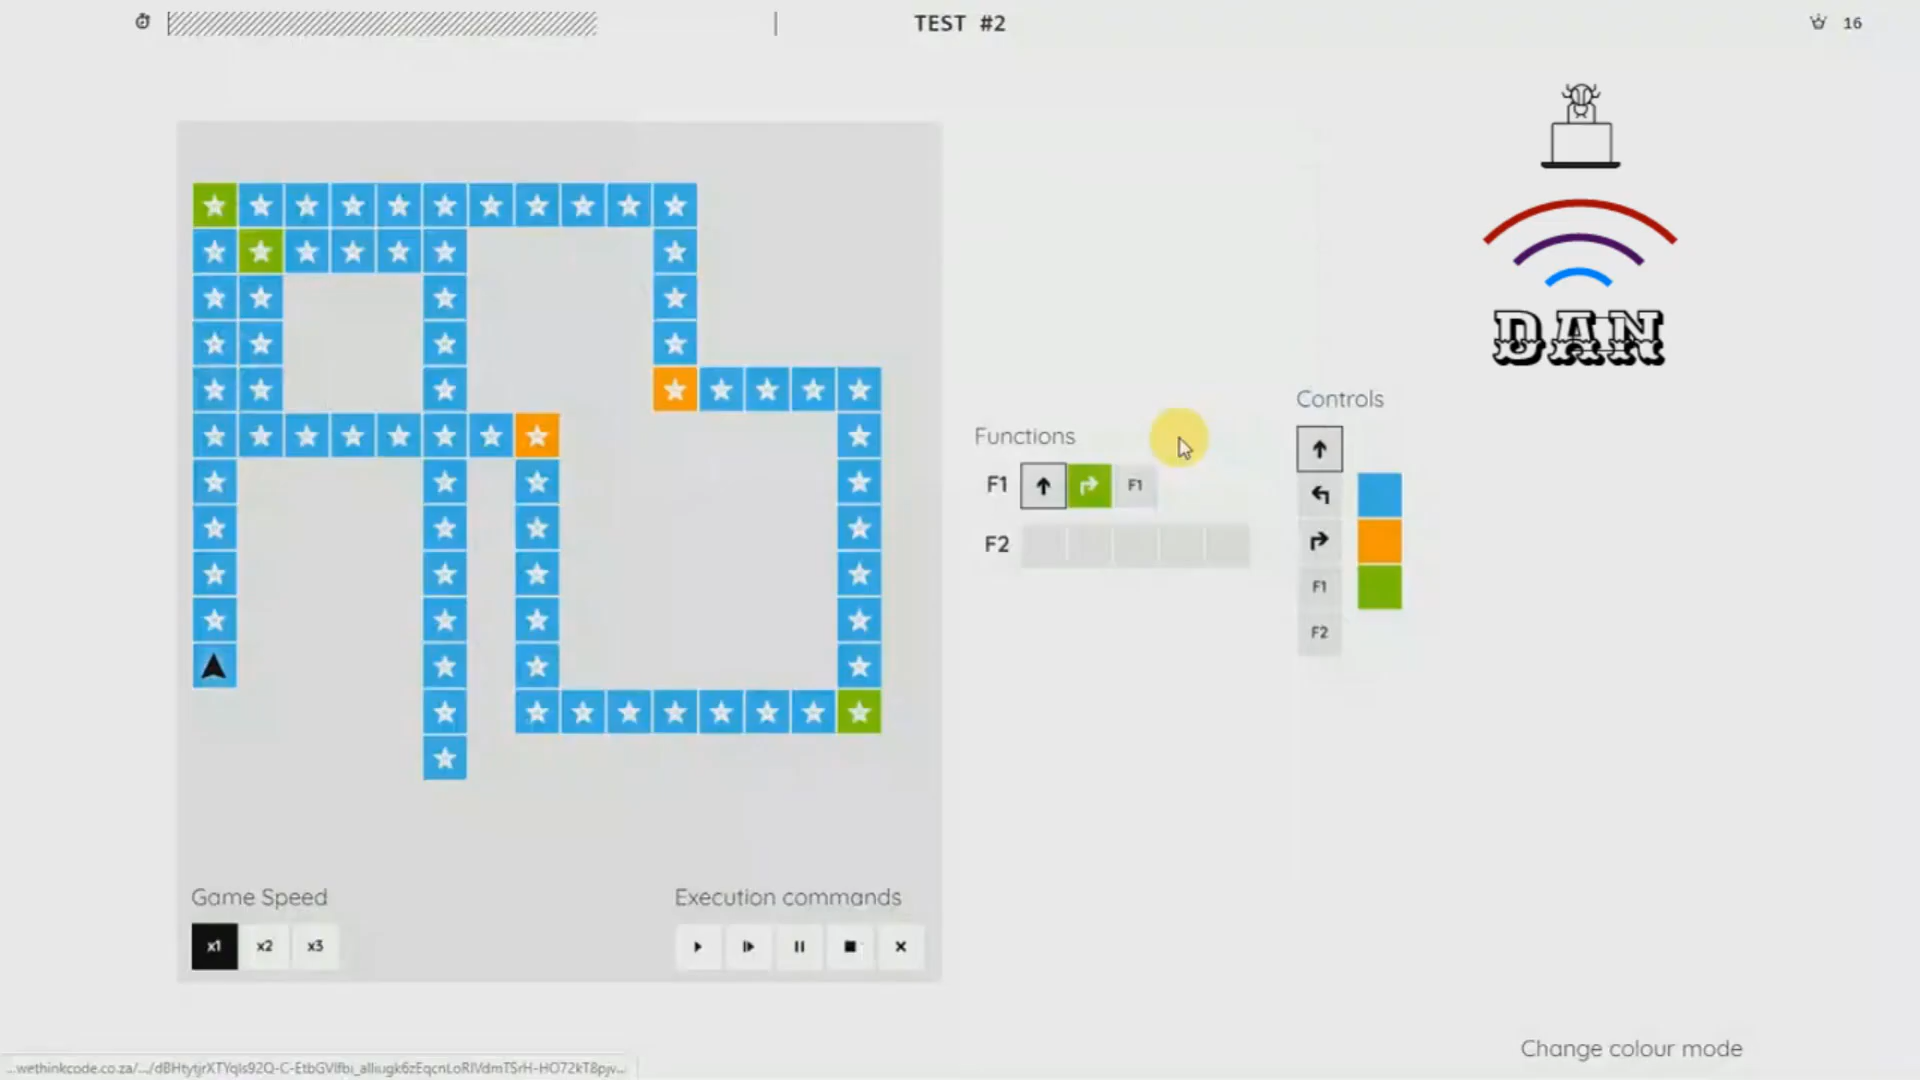 TEST #2
16
DAN
Controls
Functions
F1 F1
F2
F1
F2
Game Speed
Execution commands
x1 x2 x3
Change colour mode